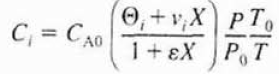 C_i = C_{A0} \left( \frac{\Theta_i + v_i X}{1 + \varepsilon X} \right) \frac{P}{P_0} \frac{T_0}{T}